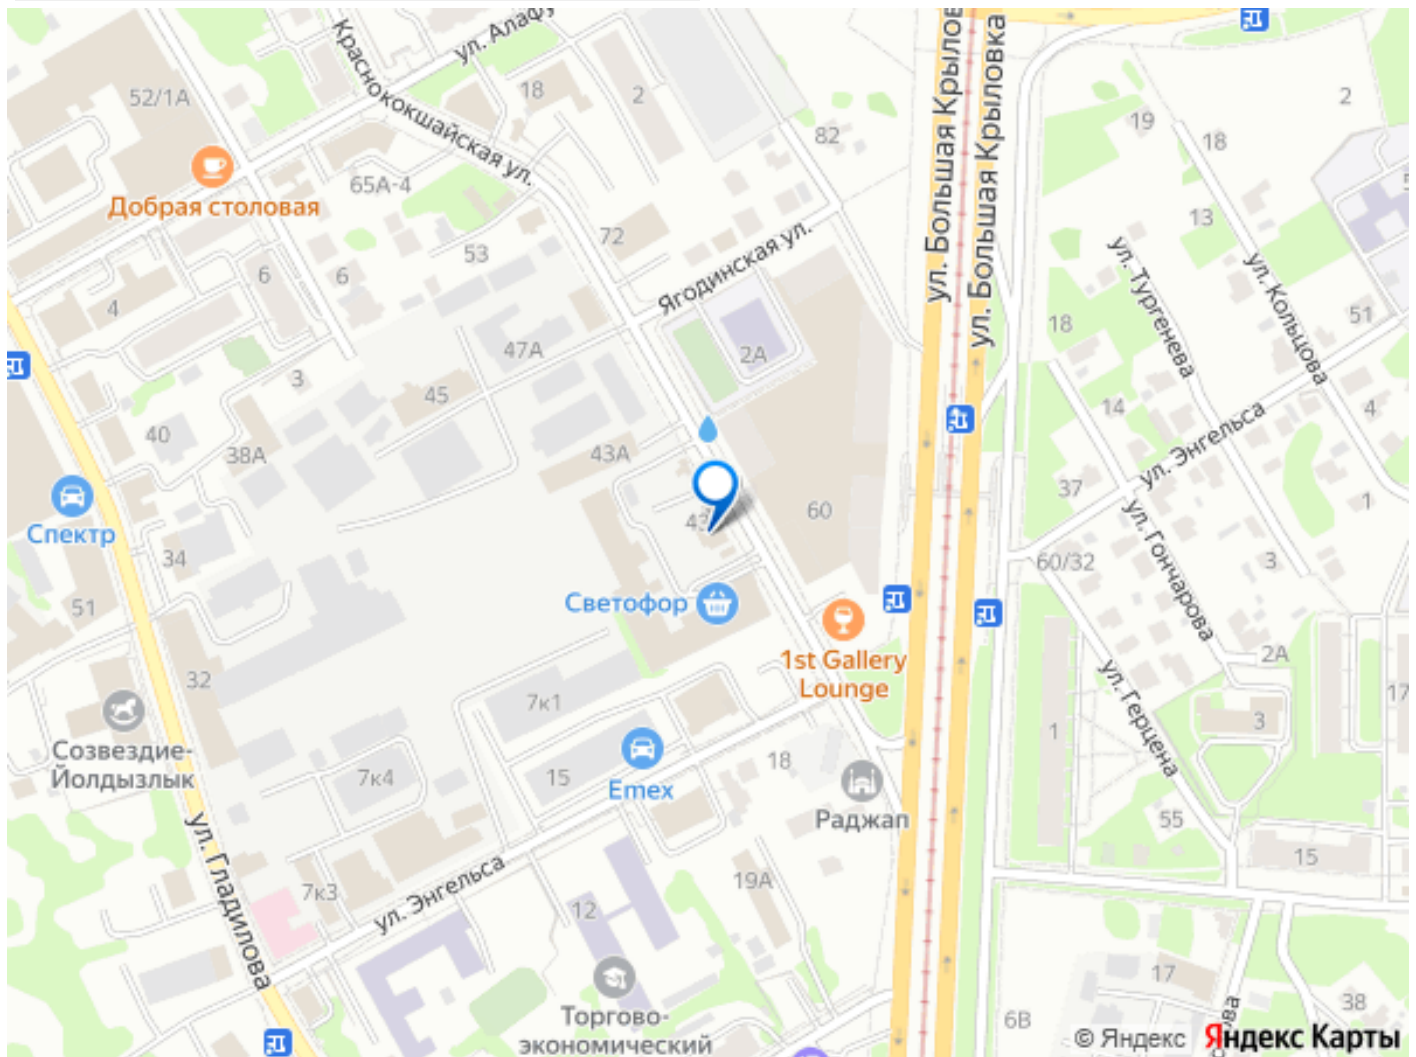 ул. Алафу
ул. Большая Крылов
ул. Большая Крыловка
Краснококшайская ул.
52/1А
18
2
2
19
18
82
Добрая столовая
65А-4
13
72
53
Ягодинская ул.
ул. Тургенева
ул. Кольцова
6
6
4
51
18
47А
2А
3
45
14
4
40
38А
43А
ул. Энгельса
37
1
Спектр
43
60
ул. Гончарова
34
60/32
3
51
Светофор
1st Gallery
Lounge
2А
ул. Герцена
32
7к1
1
3
17
Созвездие-
Йолдызлык
7к4
15
Emex
18
Раджап
55
ул. Гладилова
15
7к3
19А
ул. Энгельса
12
17
38
6В
Торгово-
экономический
© Яндекс Яндекс Карты